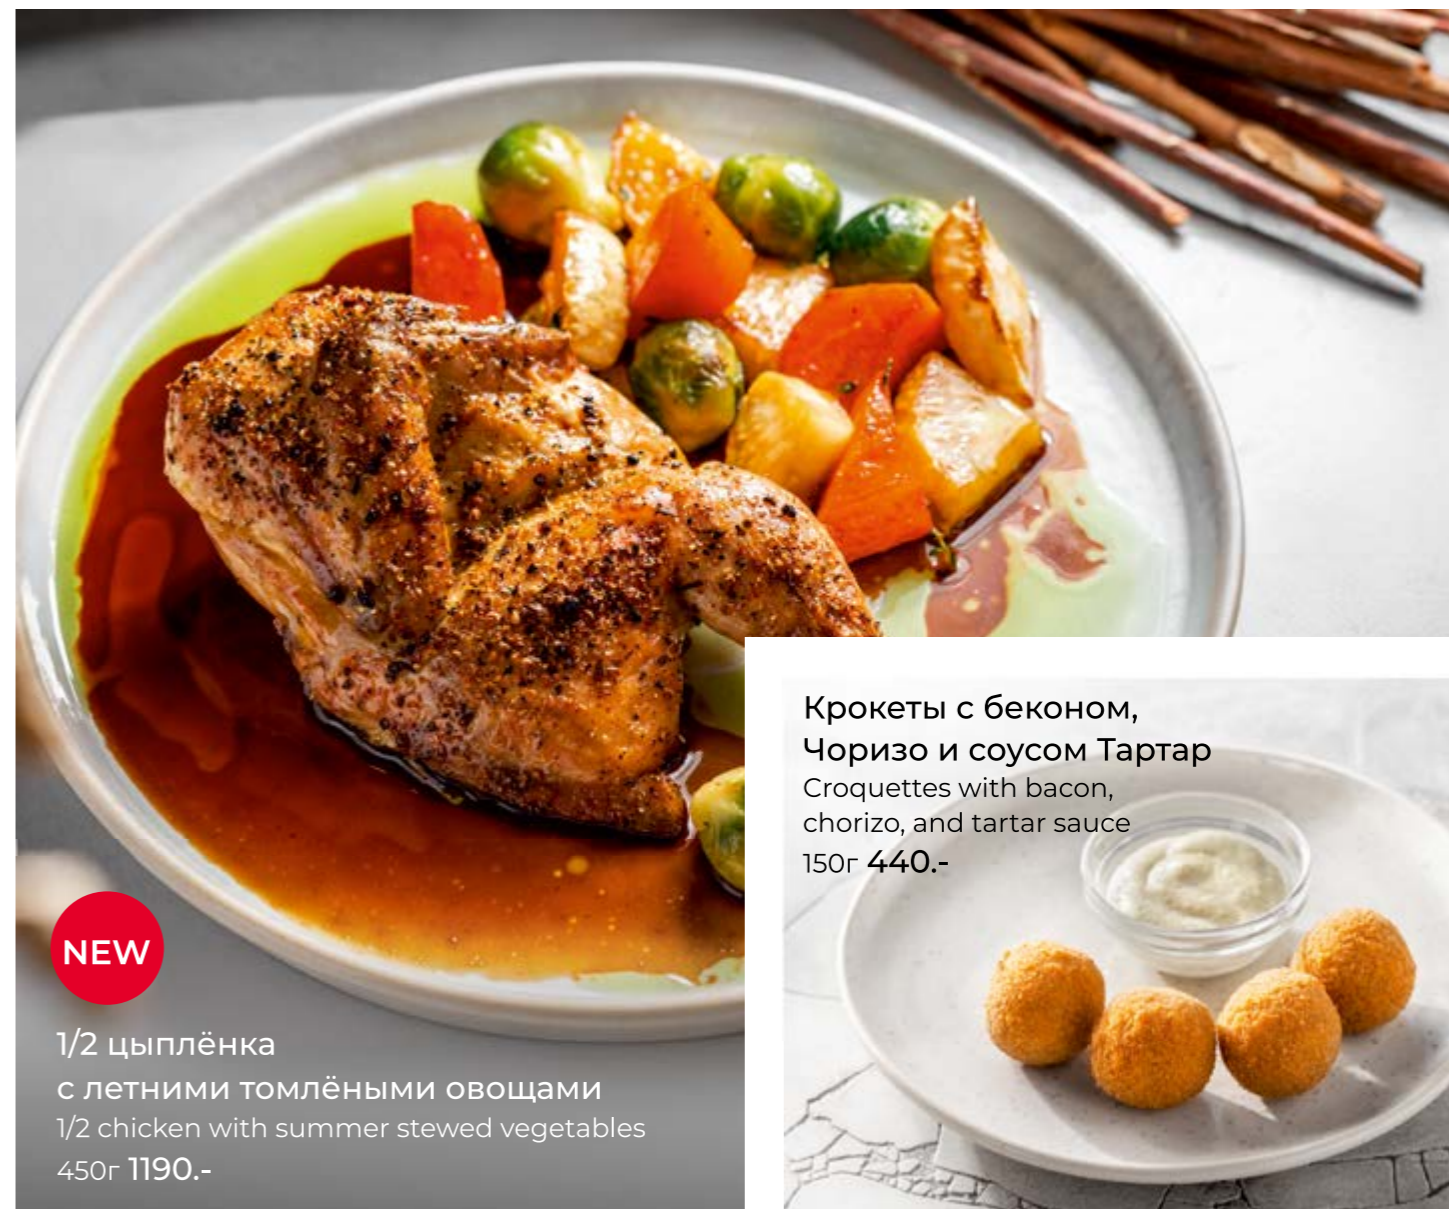 NEW
1/2 цыплёнка
с летними томлёными овощами
1/2 chicken with summer stewed vegetables
450г 1190.-
Крокеты с беконом,
Чоризо и соусом Тартар
Croquettes with bacon,
chorizo, and tartar sauce
150г 440.-